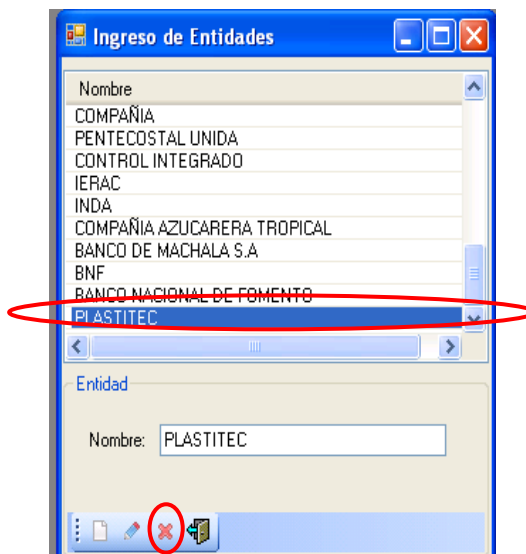 Ingreso de Entidades
Nombre
COMPAÑIA
PENTECOSTAL UNIDA
CONTROL INTEGRADO
IERAC
INDA
COMPAÑIA AZUCARERA TROPICAL
BANCO DE MACHALA S.A
BNF
BANCO NACIONAL DE FOMENTO
PLASTITEC
Entidad
Nombre: PLASTITEC